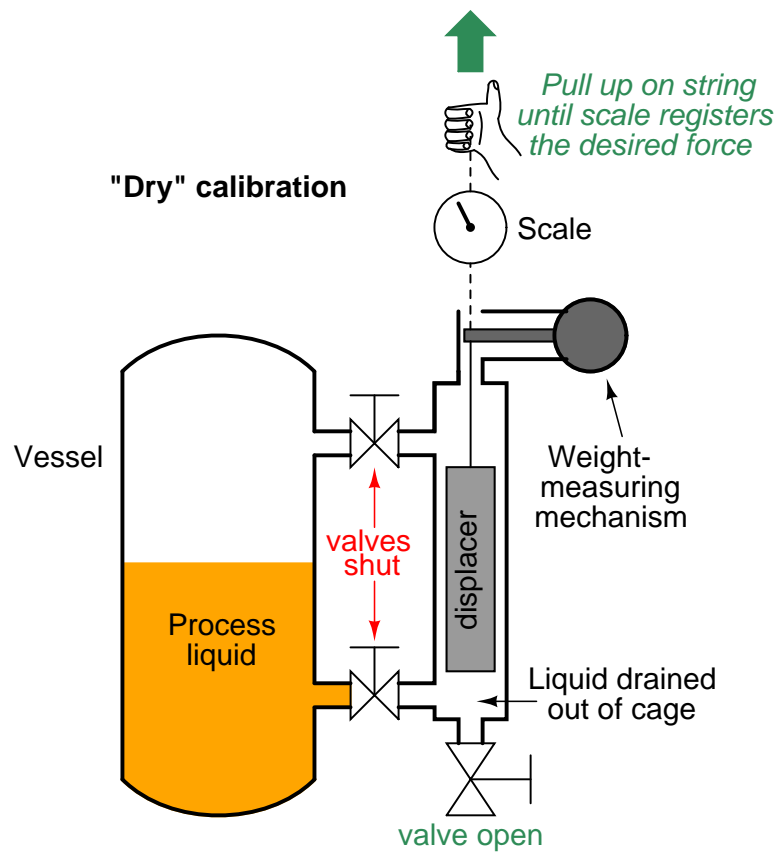 Pull up on string
until scale registers
the desired force
"Dry" calibration
Scale
Vessel
Weight-
measuring
mechanism
valves
shut
displacer
Process
liquid
Liquid drained
out of cage
valve open